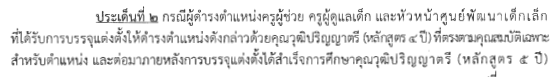 ประเด็นที่ ๒ กรณีผู้ดำรงตำแหน่งครูผู้ช่วย ครูผู้ดูแลเด็ก และหัวหน้าศูนย์พัฒนาเด็กเล็ก
ที่ได้รับการบรรจุแต่งตั้งให้ดำรงตำแหน่งดังกล่าวด้วยคุณวุฒิปริญญาตรี (หลักสูตร ๔ ปี) ที่ตรงตามคุณสมบัติเฉพาะ
สำหรับตำแหน่ง และต่อมาภายหลังการบรรจุแต่งตั้งได้สำเร็จการศึกษาคุณวุฒิปริญญาตรี (หลักสูตร ๕ ปี)